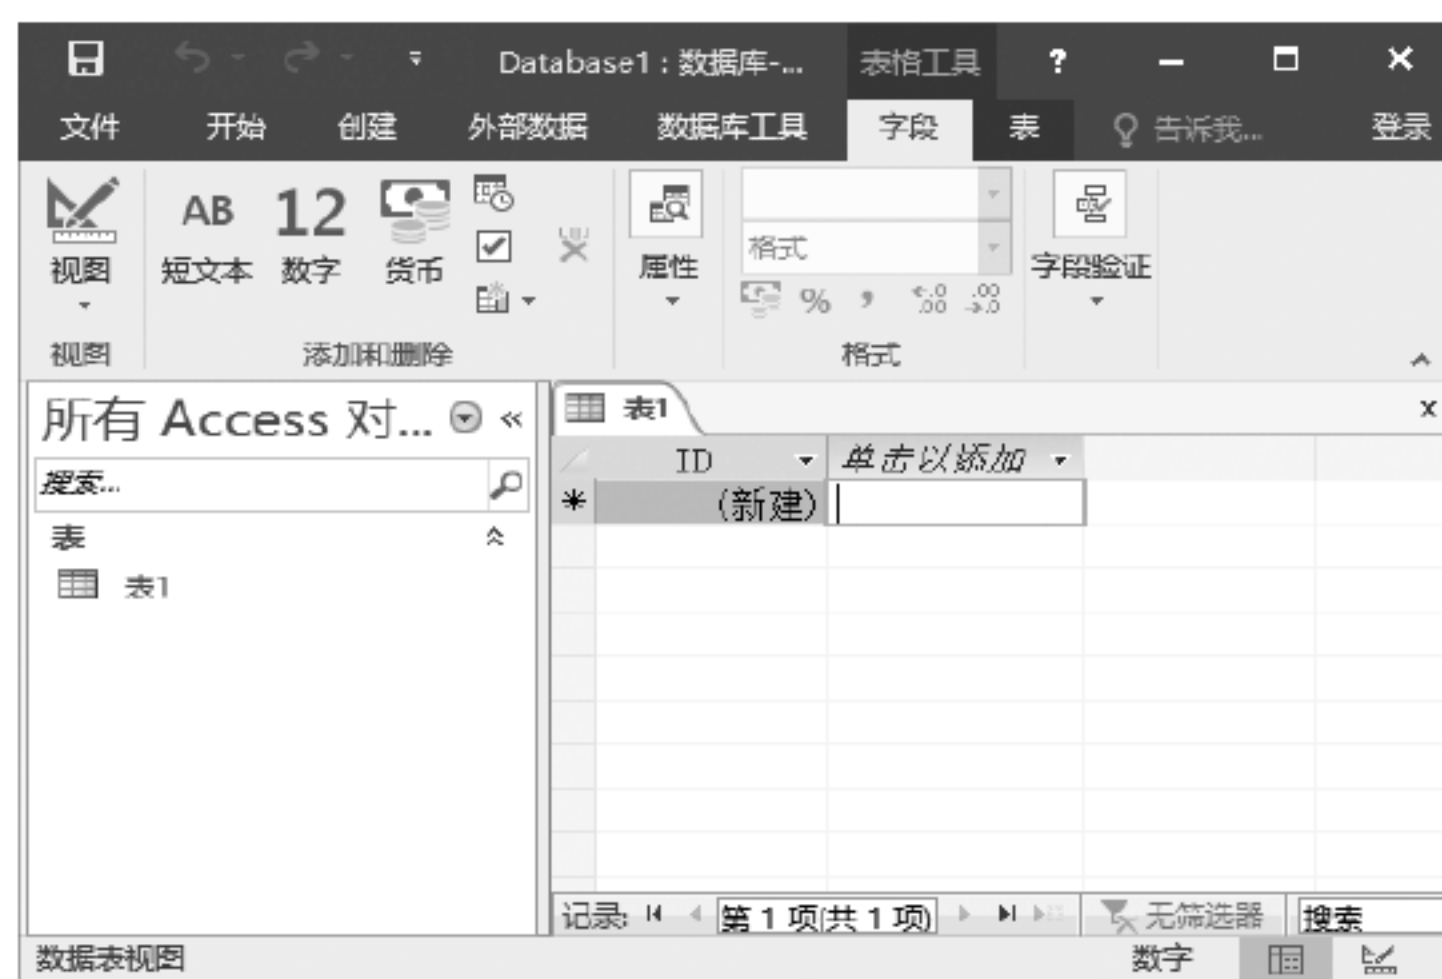 Database1 : 数据库-... 表格工具 ?
文件 开始 创建 外部数据 数据库工具 字段 表 告诉我... 登录
视图 AB 短文本 12 数字 货币 属性 格式 字段验证
% , .0 .00 .00 .0
视图 添加和删除 格式
所有 Access 对... «
搜索...
表
表1
表1 x
ID 单击以添加
* (新建)
记录: 第 1 项(共 1 项) 无筛选器 搜索
数据表视图 数字